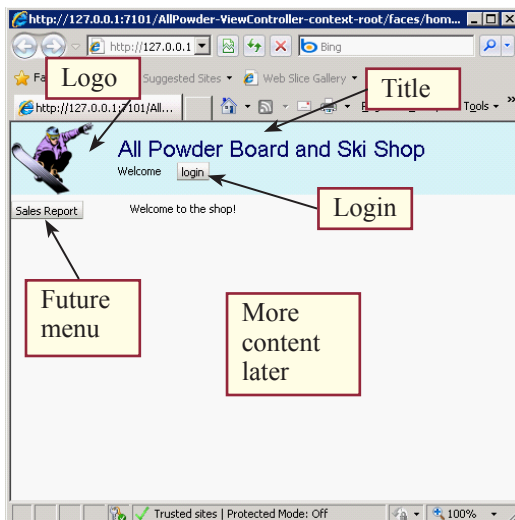 http://127.0.0.1:7101/AllPowder-ViewController-context-root/faces/hom...
http://127.0.0.1
Bing
Fa
Suggested Sites
Web Slice Gallery
Logo
Title
http://127.0.0.1:7101/All...
Tools
»
All Powder Board and Ski Shop
Welcome
login
Login
Sales Report
Welcome to the shop!
Future
menu
More
content
later
Trusted sites | Protected Mode: Off
100%